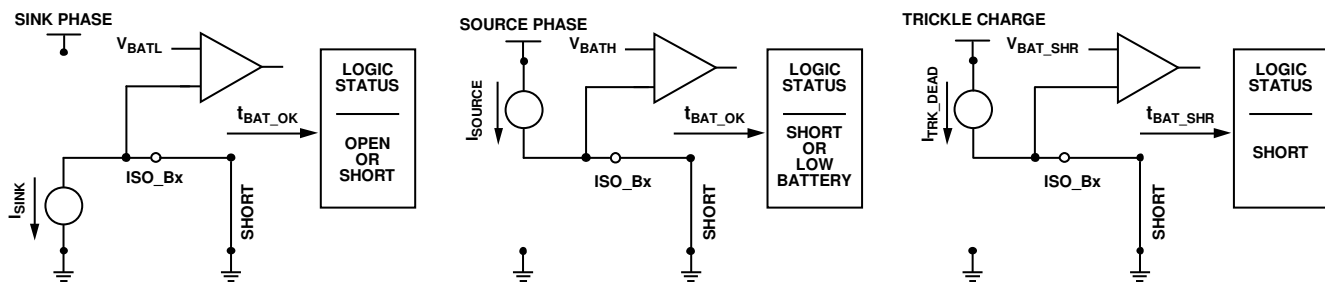 SINK PHASE
V_BATL
LOGIC
STATUS
t_BAT_OK
OPEN
OR
SHORT
ISO_Bx
I_SINK
SHORT
SOURCE PHASE
V_BATH
LOGIC
STATUS
I_SOURCE
t_BAT_OK
SHORT
OR
LOW
BATTERY
ISO_Bx
SHORT
TRICKLE CHARGE
V_BAT_SHR
LOGIC
STATUS
I_TRK_DEAD
t_BAT_SHR
SHORT
ISO_Bx
SHORT